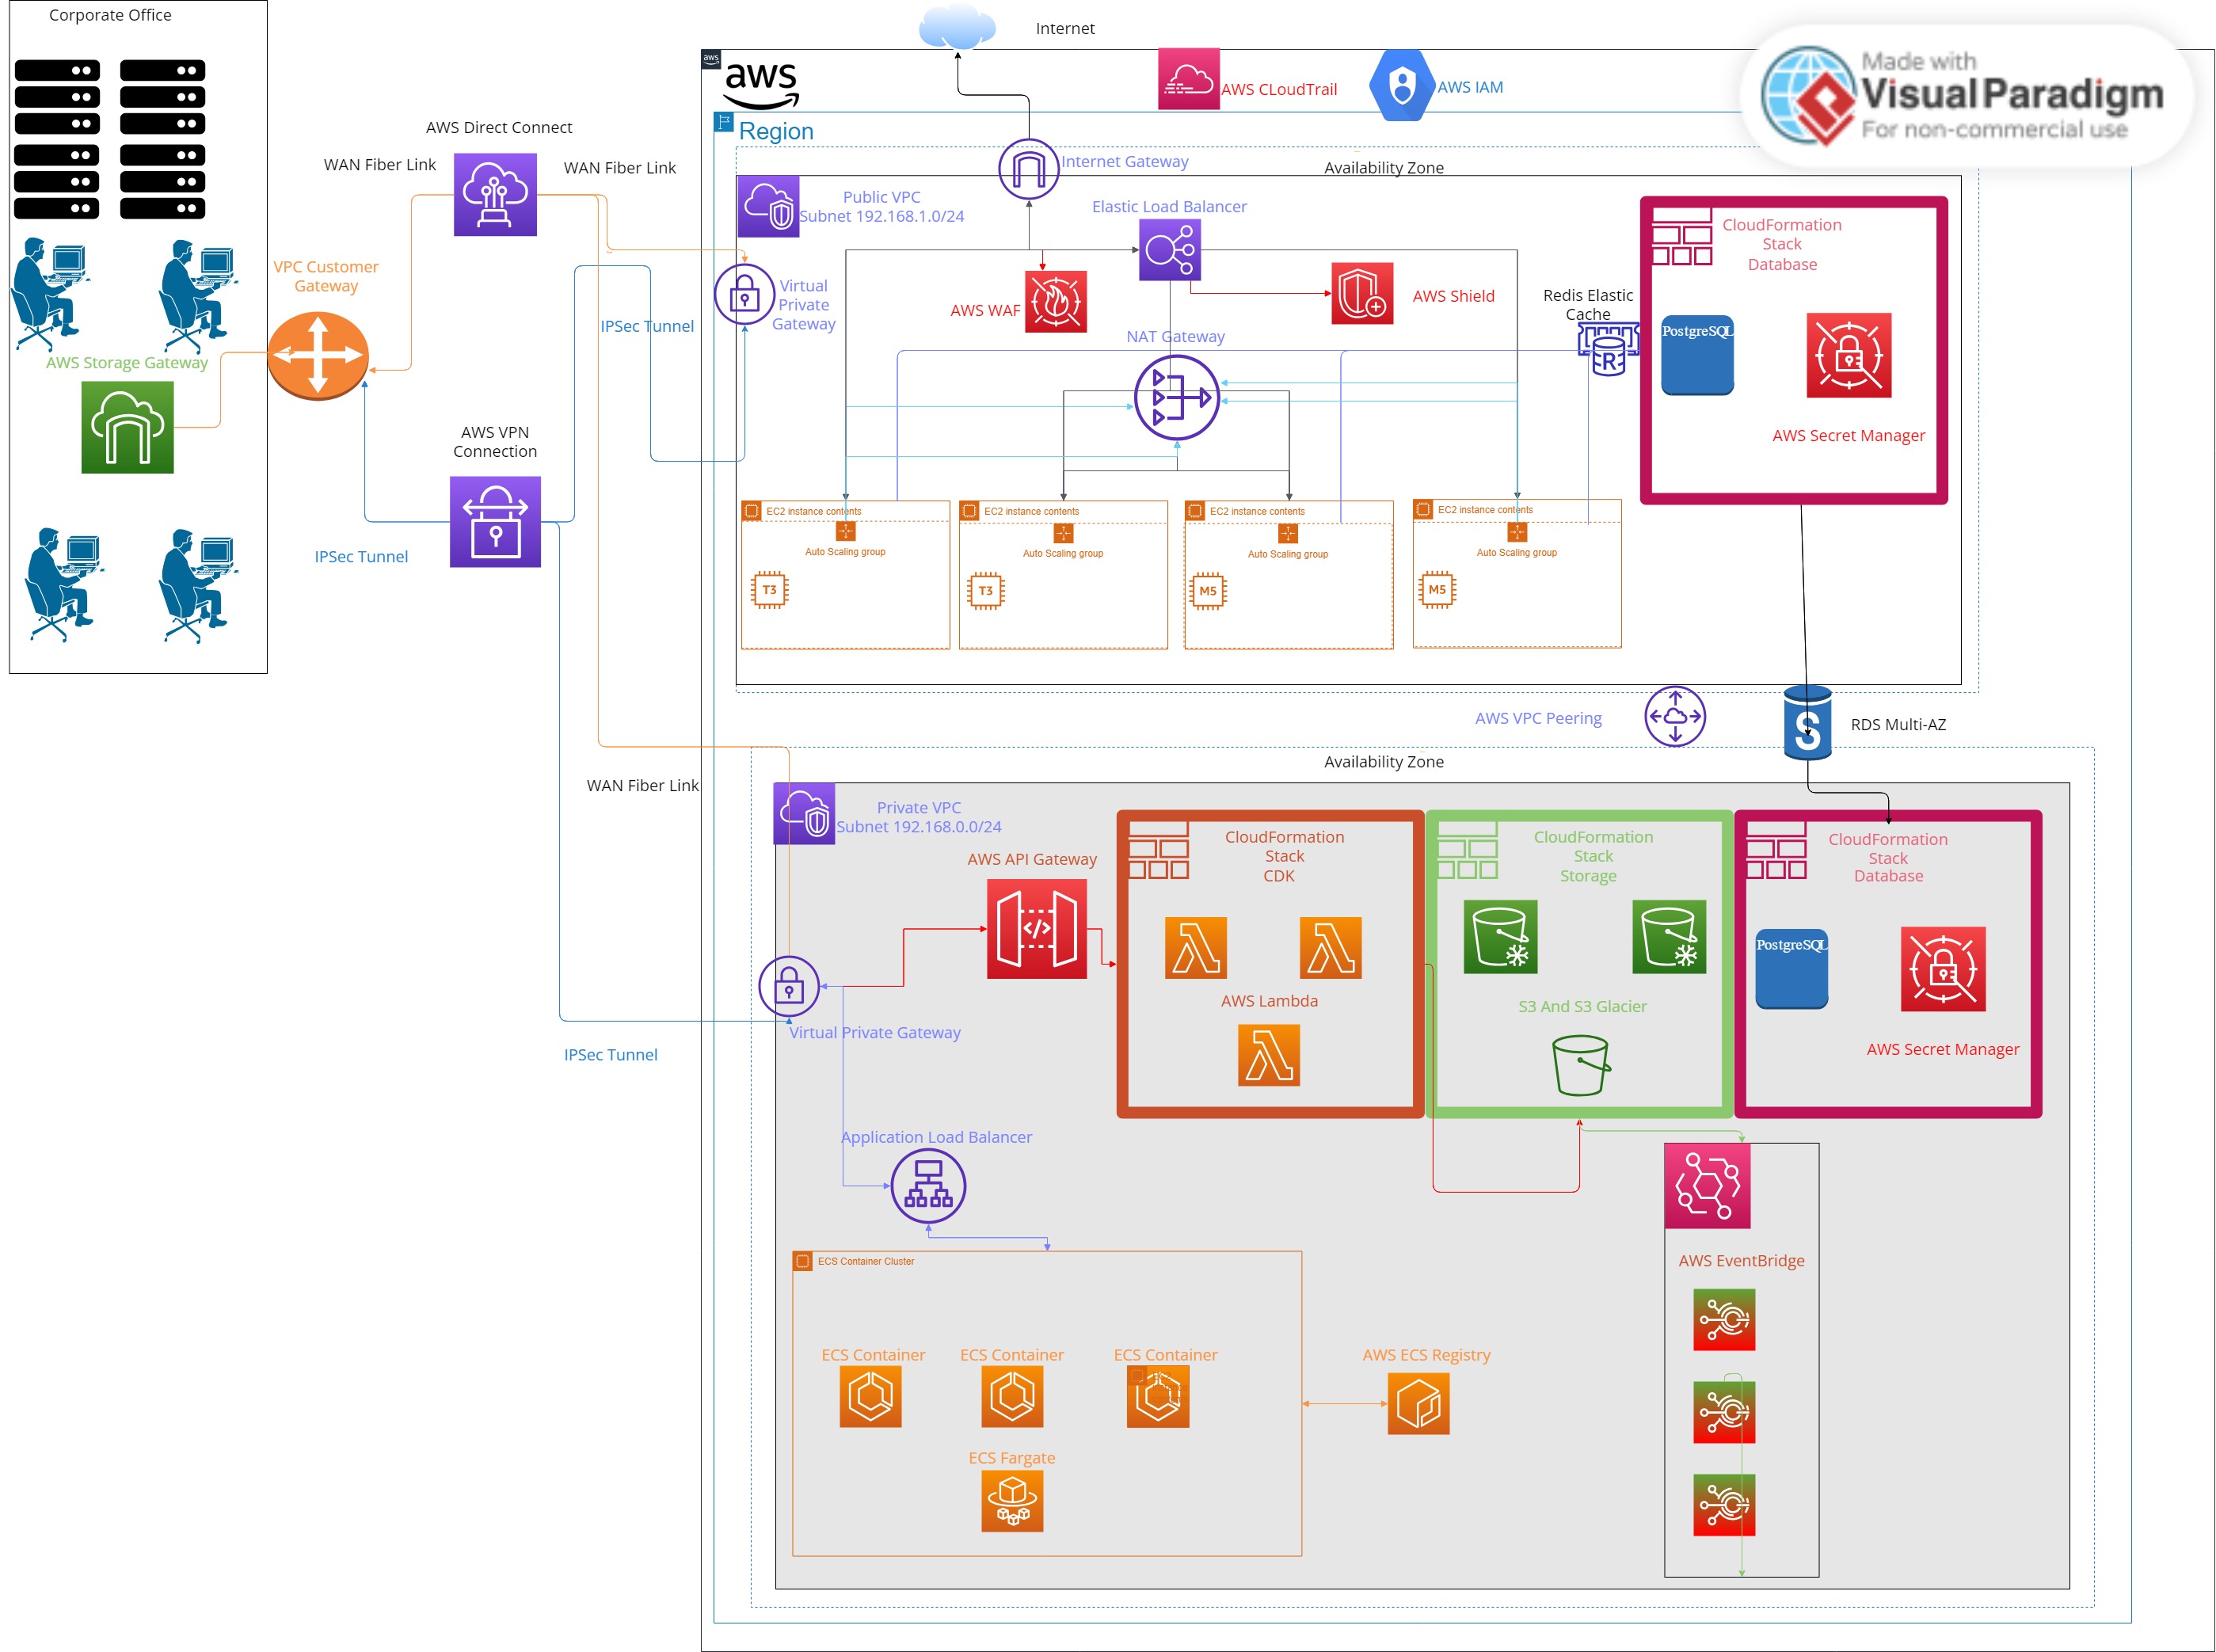 Corporate Office
Internet
aws
aws
AWS CLoudTrail
AWS IAM
Made with
Visual Paradigm
For non-commercial use
Region
AWS Direct Connect
WAN Fiber Link
WAN Fiber Link
Internet Gateway
Availability Zone
Public VPC
Subnet 192.168.1.0/24
Elastic Load Balancer
CloudFormation
Stack
Database
VPC Customer
Gateway
Virtual
Private
Gateway
IPSec Tunnel
AWS WAF
AWS Shield
Redis Elastic
Cache
R
PostgreSQL
NAT Gateway
AWS Storage Gateway
AWS VPN
Connection
AWS Secret Manager
EC2 instance contents
EC2 instance contents
EC2 instance contents
EC2 instance contents
Auto Scaling group
Auto Scaling group
Auto Scaling group
Auto Scaling group
IPSec Tunnel
T3
T3
M5
M5
AWS VPC Peering
S
RDS Multi-AZ
Availability Zone
WAN Fiber Link
Private VPC
Subnet 192.168.0.0/24
AWS API Gateway
CloudFormation
Stack
CDK
CloudFormation
Stack
Storage
CloudFormation
Stack
Database
PostgreSQL
AWS Lambda
S3 And S3 Glacier
Virtual Private Gateway
IPSec Tunnel
AWS Secret Manager
Application Load Balancer
AWS EventBridge
ECS Container Cluster
ECS Container
ECS Container
ECS Container
AWS ECS Registry
ECS Fargate